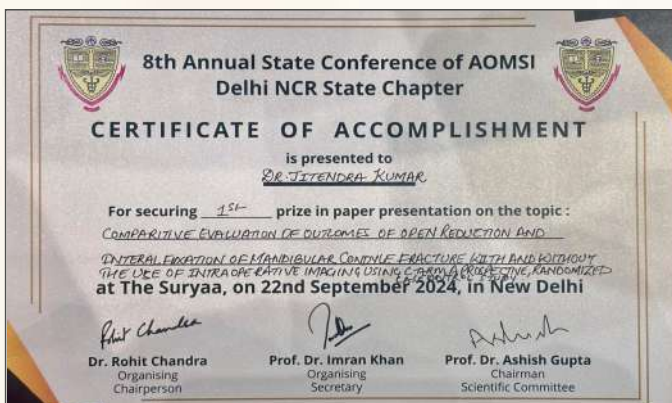 8th Annual State Conference of AOMSI
Delhi NCR State Chapter
CERTIFICATE OF ACCOMPLISHMENT
is presented to
DR. JITENDRA KUMAR
For securing 1st prize in paper presentation on the topic :
COMPARITIVE EVALUATION OF OUTCOMES OF OPEN REDUCTION AND
INTERAL FIXATION OF MANDIBULAR CONDYLE FRACTURE WITH AND WITHOUT
THE USE OF INTRAOPERATIVE IMAGING USING C-ARM A PROSPECTIVE, RANDOMIZED
STUDY
at The Suryaa, on 22nd September 2024, in New Delhi
Rohit Chandra
Dr. Rohit Chandra
Organising
Chairperson
Prof. Dr. Imran Khan
Organising
Secretary
Prof. Dr. Ashish Gupta
Chairman
Scientific Committee